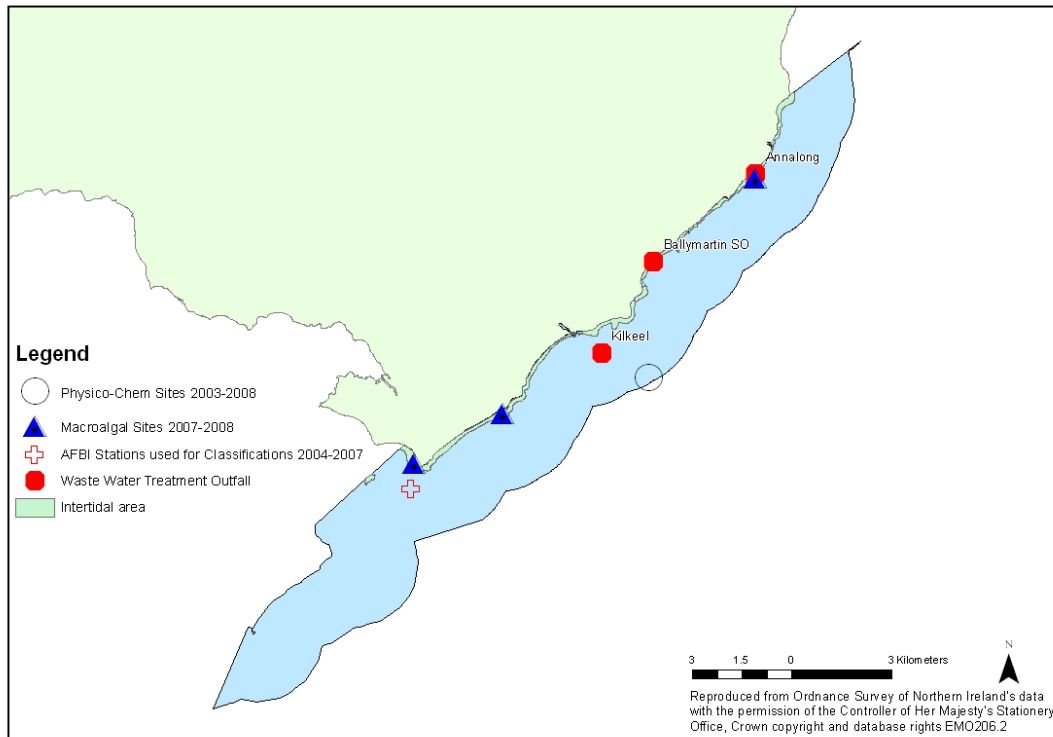 Annalong
Ballymartin SO
Kilkeel
Legend
Physico-Chem Sites 2003-2008
Macroalgal Sites 2007-2008
AFBI Stations used for Classifications 2004-2007
Waste Water Treatment Outfall
Intertidal area
N
3 1.5 0 3 Kilometers
Reproduced from Ordnance Survey of Northern Ireland's data
with the permission of the Controller of Her Majesty's Stationery
Office, Crown copyright and database rights EMO206.2